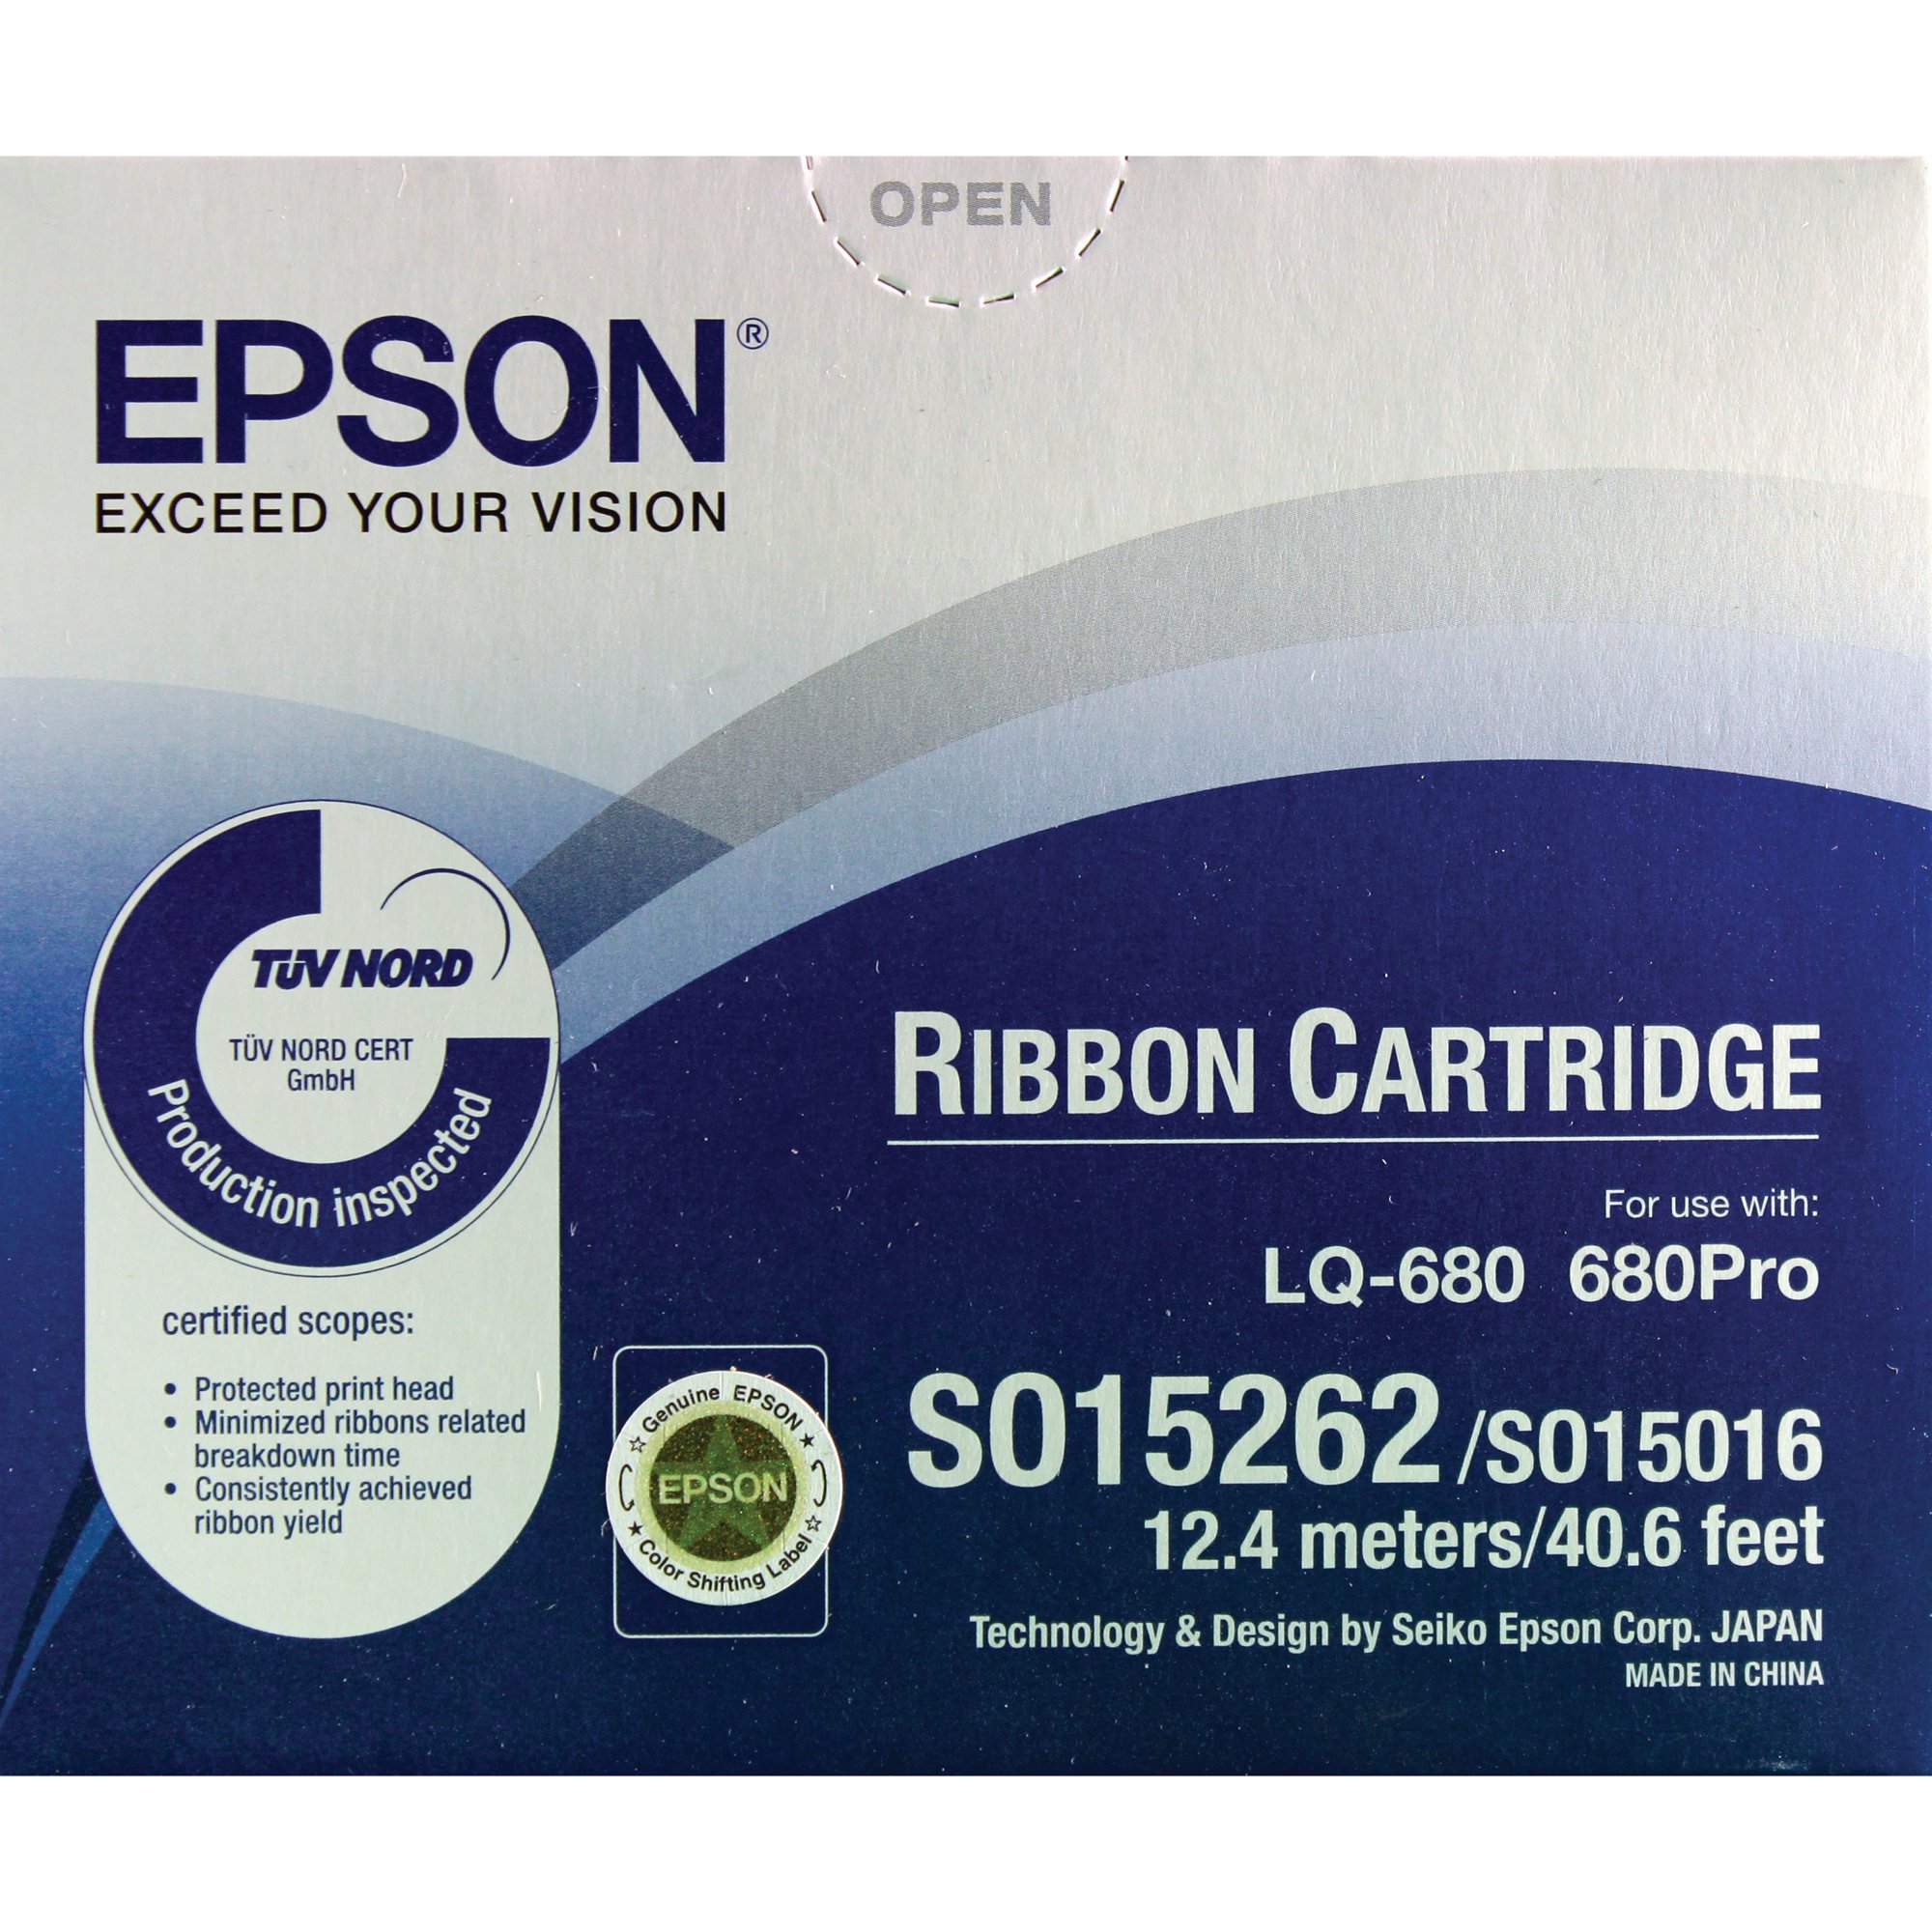 OPEN
EPSON®
EXCEED YOUR VISION
TÜV NORD
TÜV NORD CERT
GmbH
Production inspected
certified scopes:
• Protected print head
• Minimized ribbons related
breakdown time
• Consistently achieved
ribbon yield
☆ Genuine EPSON ★
EPSON
★ Color Shifting Label ☆
RIBBON CARTRIDGE
For use with:
LQ-680 680Pro
S015262 /S015016
12.4 meters/40.6 feet
Technology & Design by Seiko Epson Corp. JAPAN
MADE IN CHINA